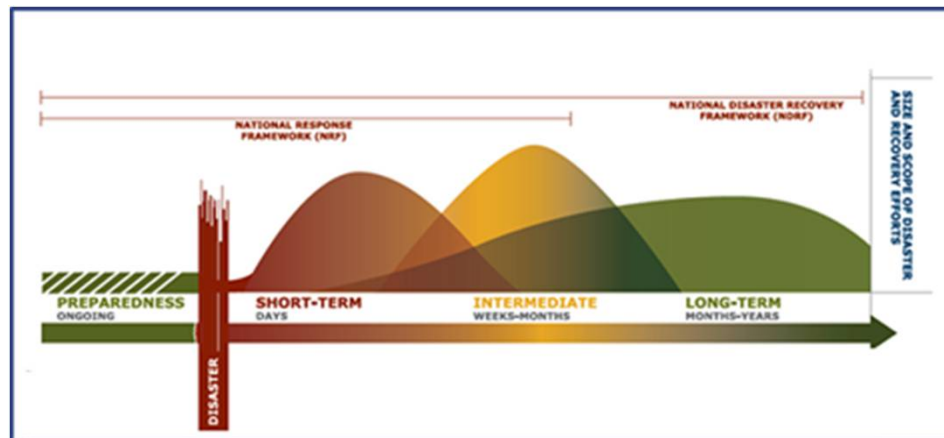 NATIONAL DISASTER RECOVERY
FRAMEWORK (NDRF)
NATIONAL RESPONSE
FRAMEWORK (NRF)
SIZE AND SCOPE OF DISASTER
AND RECOVERY EFFORTS
PREPAREDNESS
ONGOING
SHORT-TERM
DAYS
INTERMEDIATE
WEEKS-MONTHS
LONG-TERM
MONTHS-YEARS
DISASTER